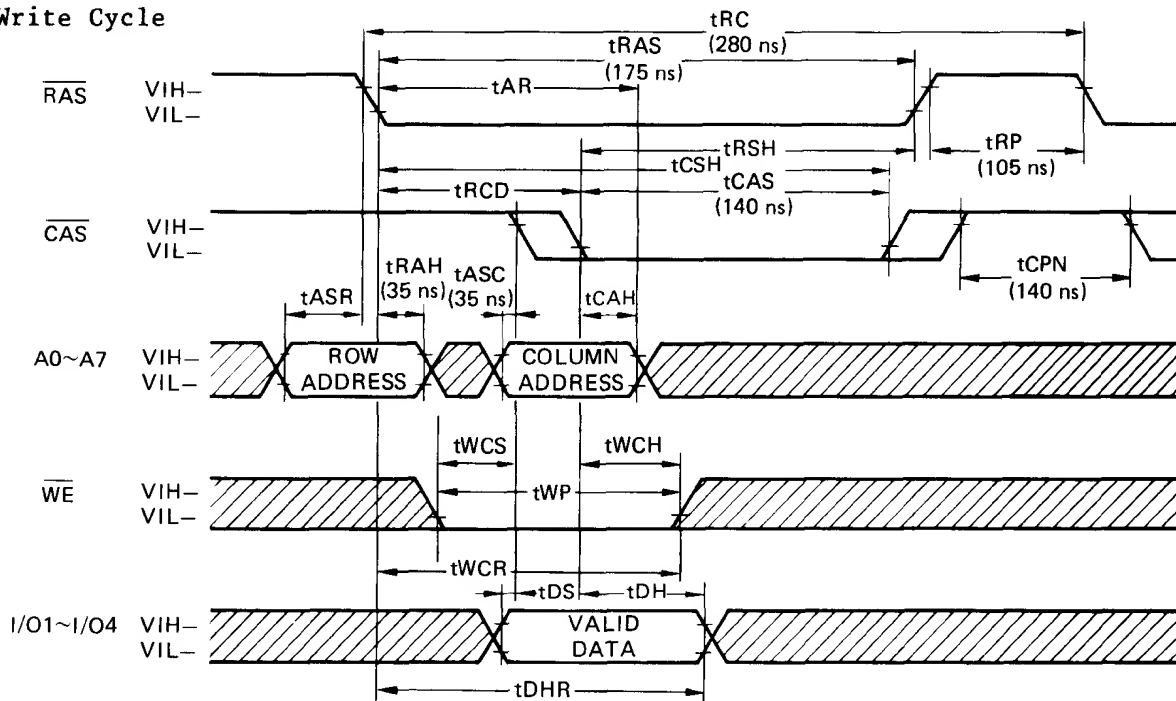 Write Cycle
tRC
(280 ns)
tRAS
(175 ns)
tAR
RAS
VIH–
VIL–
tRSH
tRP
(105 ns)
tCSH
tCAS
(140 ns)
tRCD
CAS
VIH–
VIL–
tCPN
(140 ns)
tRAH
(35 ns)
tASC
(35 ns)
tASR
tCAH
A0~A7
VIH–
VIL–
ROW
ADDRESS
COLUMN
ADDRESS
tWCS
tWCH
WE
VIH–
VIL–
tWP
tWCR
tDS
tDH
I/O1~I/O4
VIH–
VIL–
VALID
DATA
tDHR